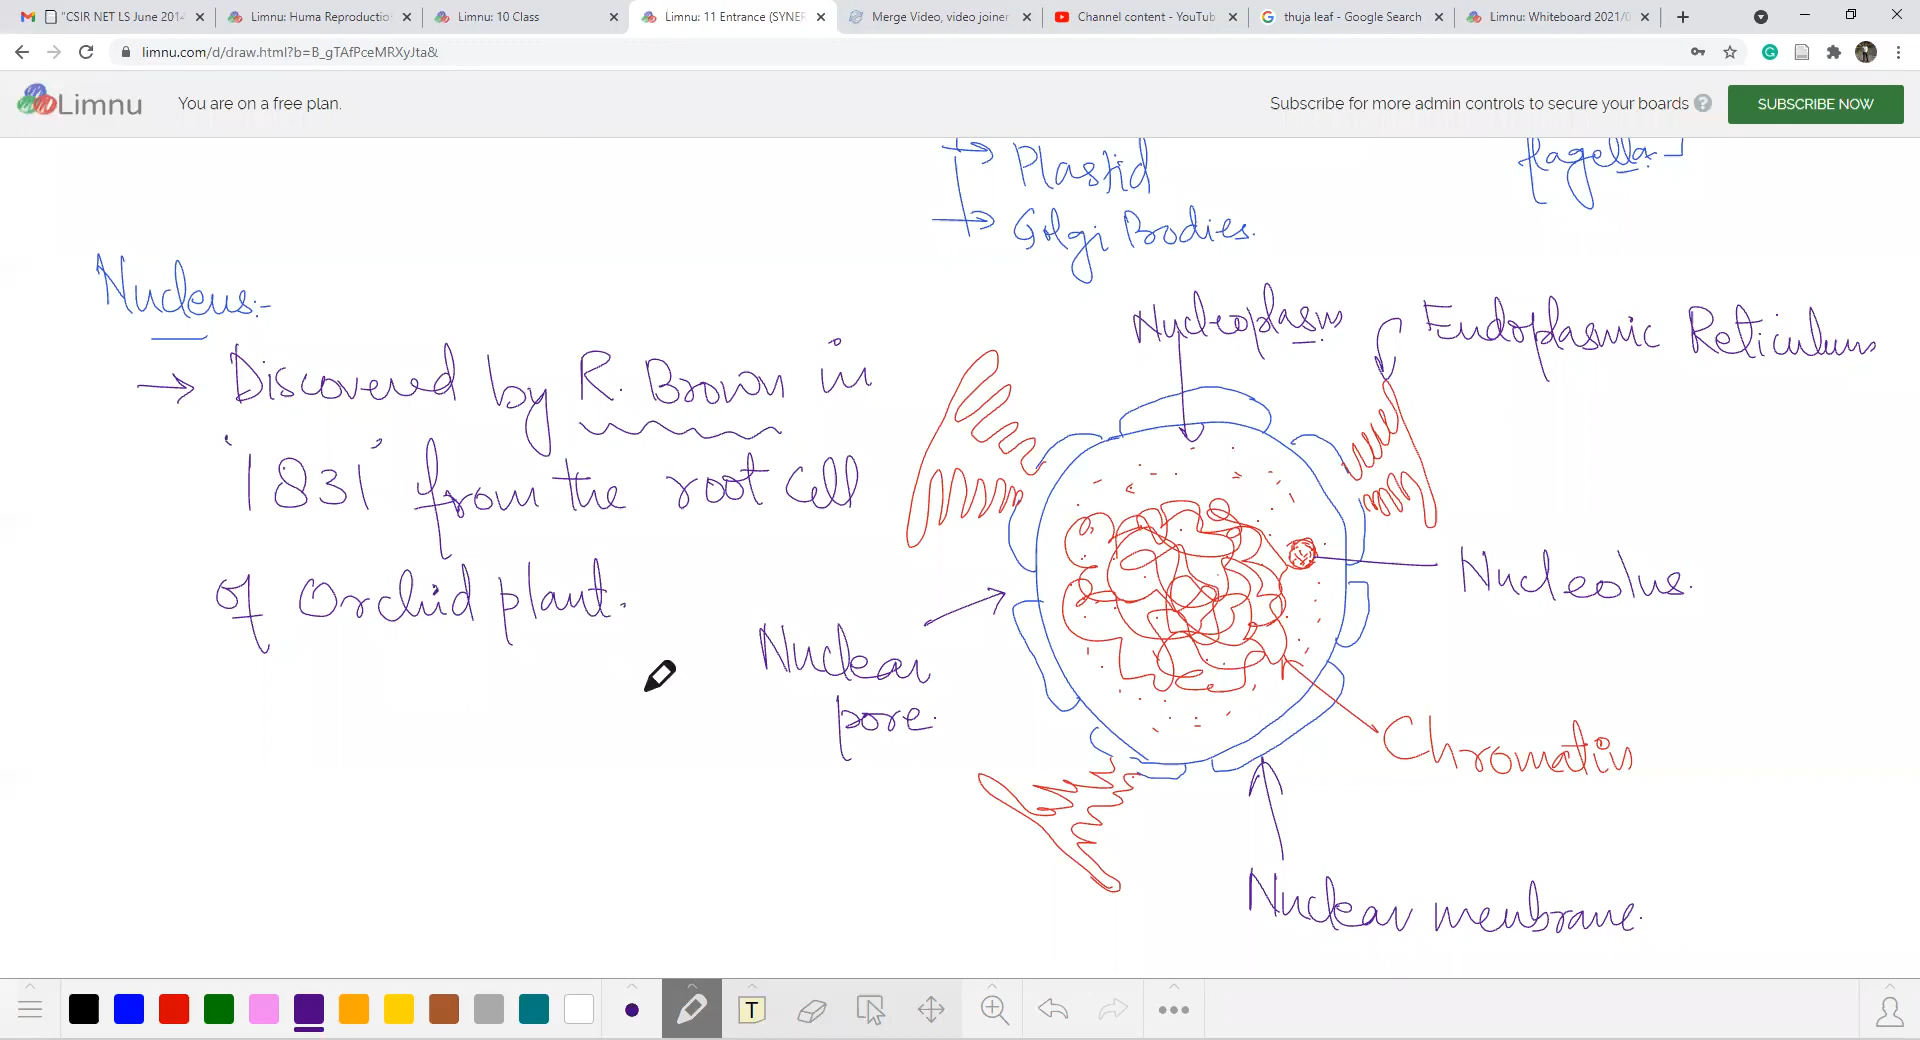 "CSIR NET LS June 2014
Limnu: Huma Reproductio
Limnu: 10 Class
Limnu: 11 Entrance (SYNER
Merge Video, video joiner
Channel content - YouTub
thuja leaf - Google Search
Limnu: Whiteboard 2021/0
limnu.com/d/draw.html?b=B_gTAfPceMRXyJta&
Limnu
You are on a free plan.
Subscribe for more admin controls to secure your boards ?
SUBSCRIBE NOW
→ Plastid
flagellar
→ Golgi Bodies.
Nucleus:-
→ Discovered by R. Brown in
'1831' from the root cell
of Orchid plant.
Nucleoplasm
Endoplasmic Reticulum
Nucleolus.
Nuclear
pore.
Chromatin
Nuclear menbrane.
T